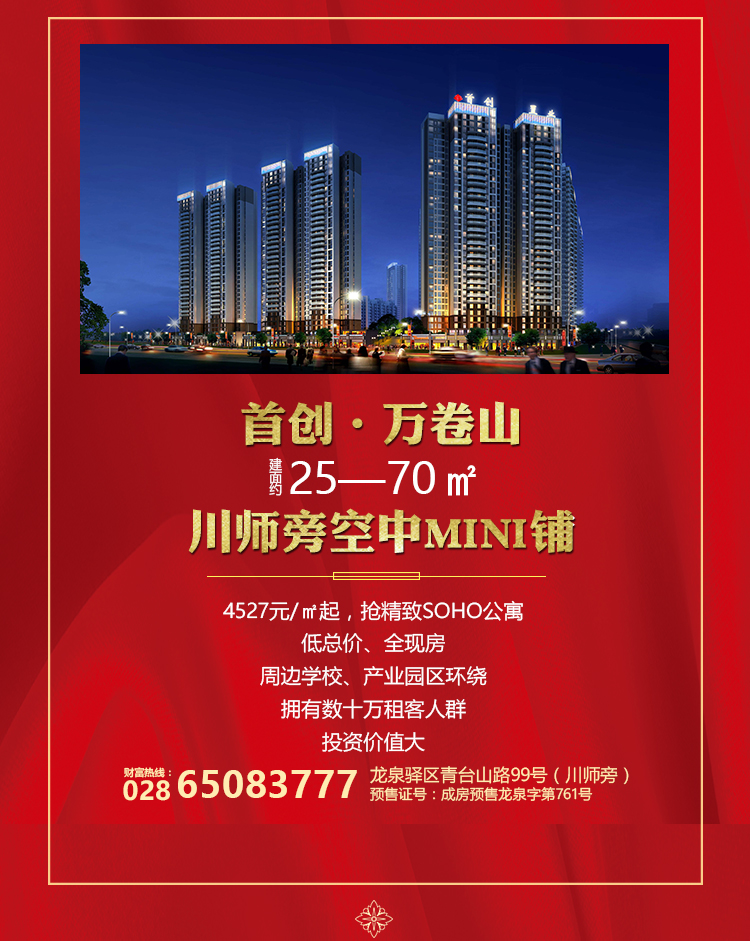 首创
首创·万卷山
建面约 25—70㎡
川师旁空中MINI铺
4527元/㎡起，抢精致SOHO公寓
低总价、全现房
周边学校、产业园区环绕
拥有数十万租客人群
投资价值大
财富热线：
028 65083777
龙泉驿区青台山路99号（川师旁）
预售证号：成房预售龙泉字第761号